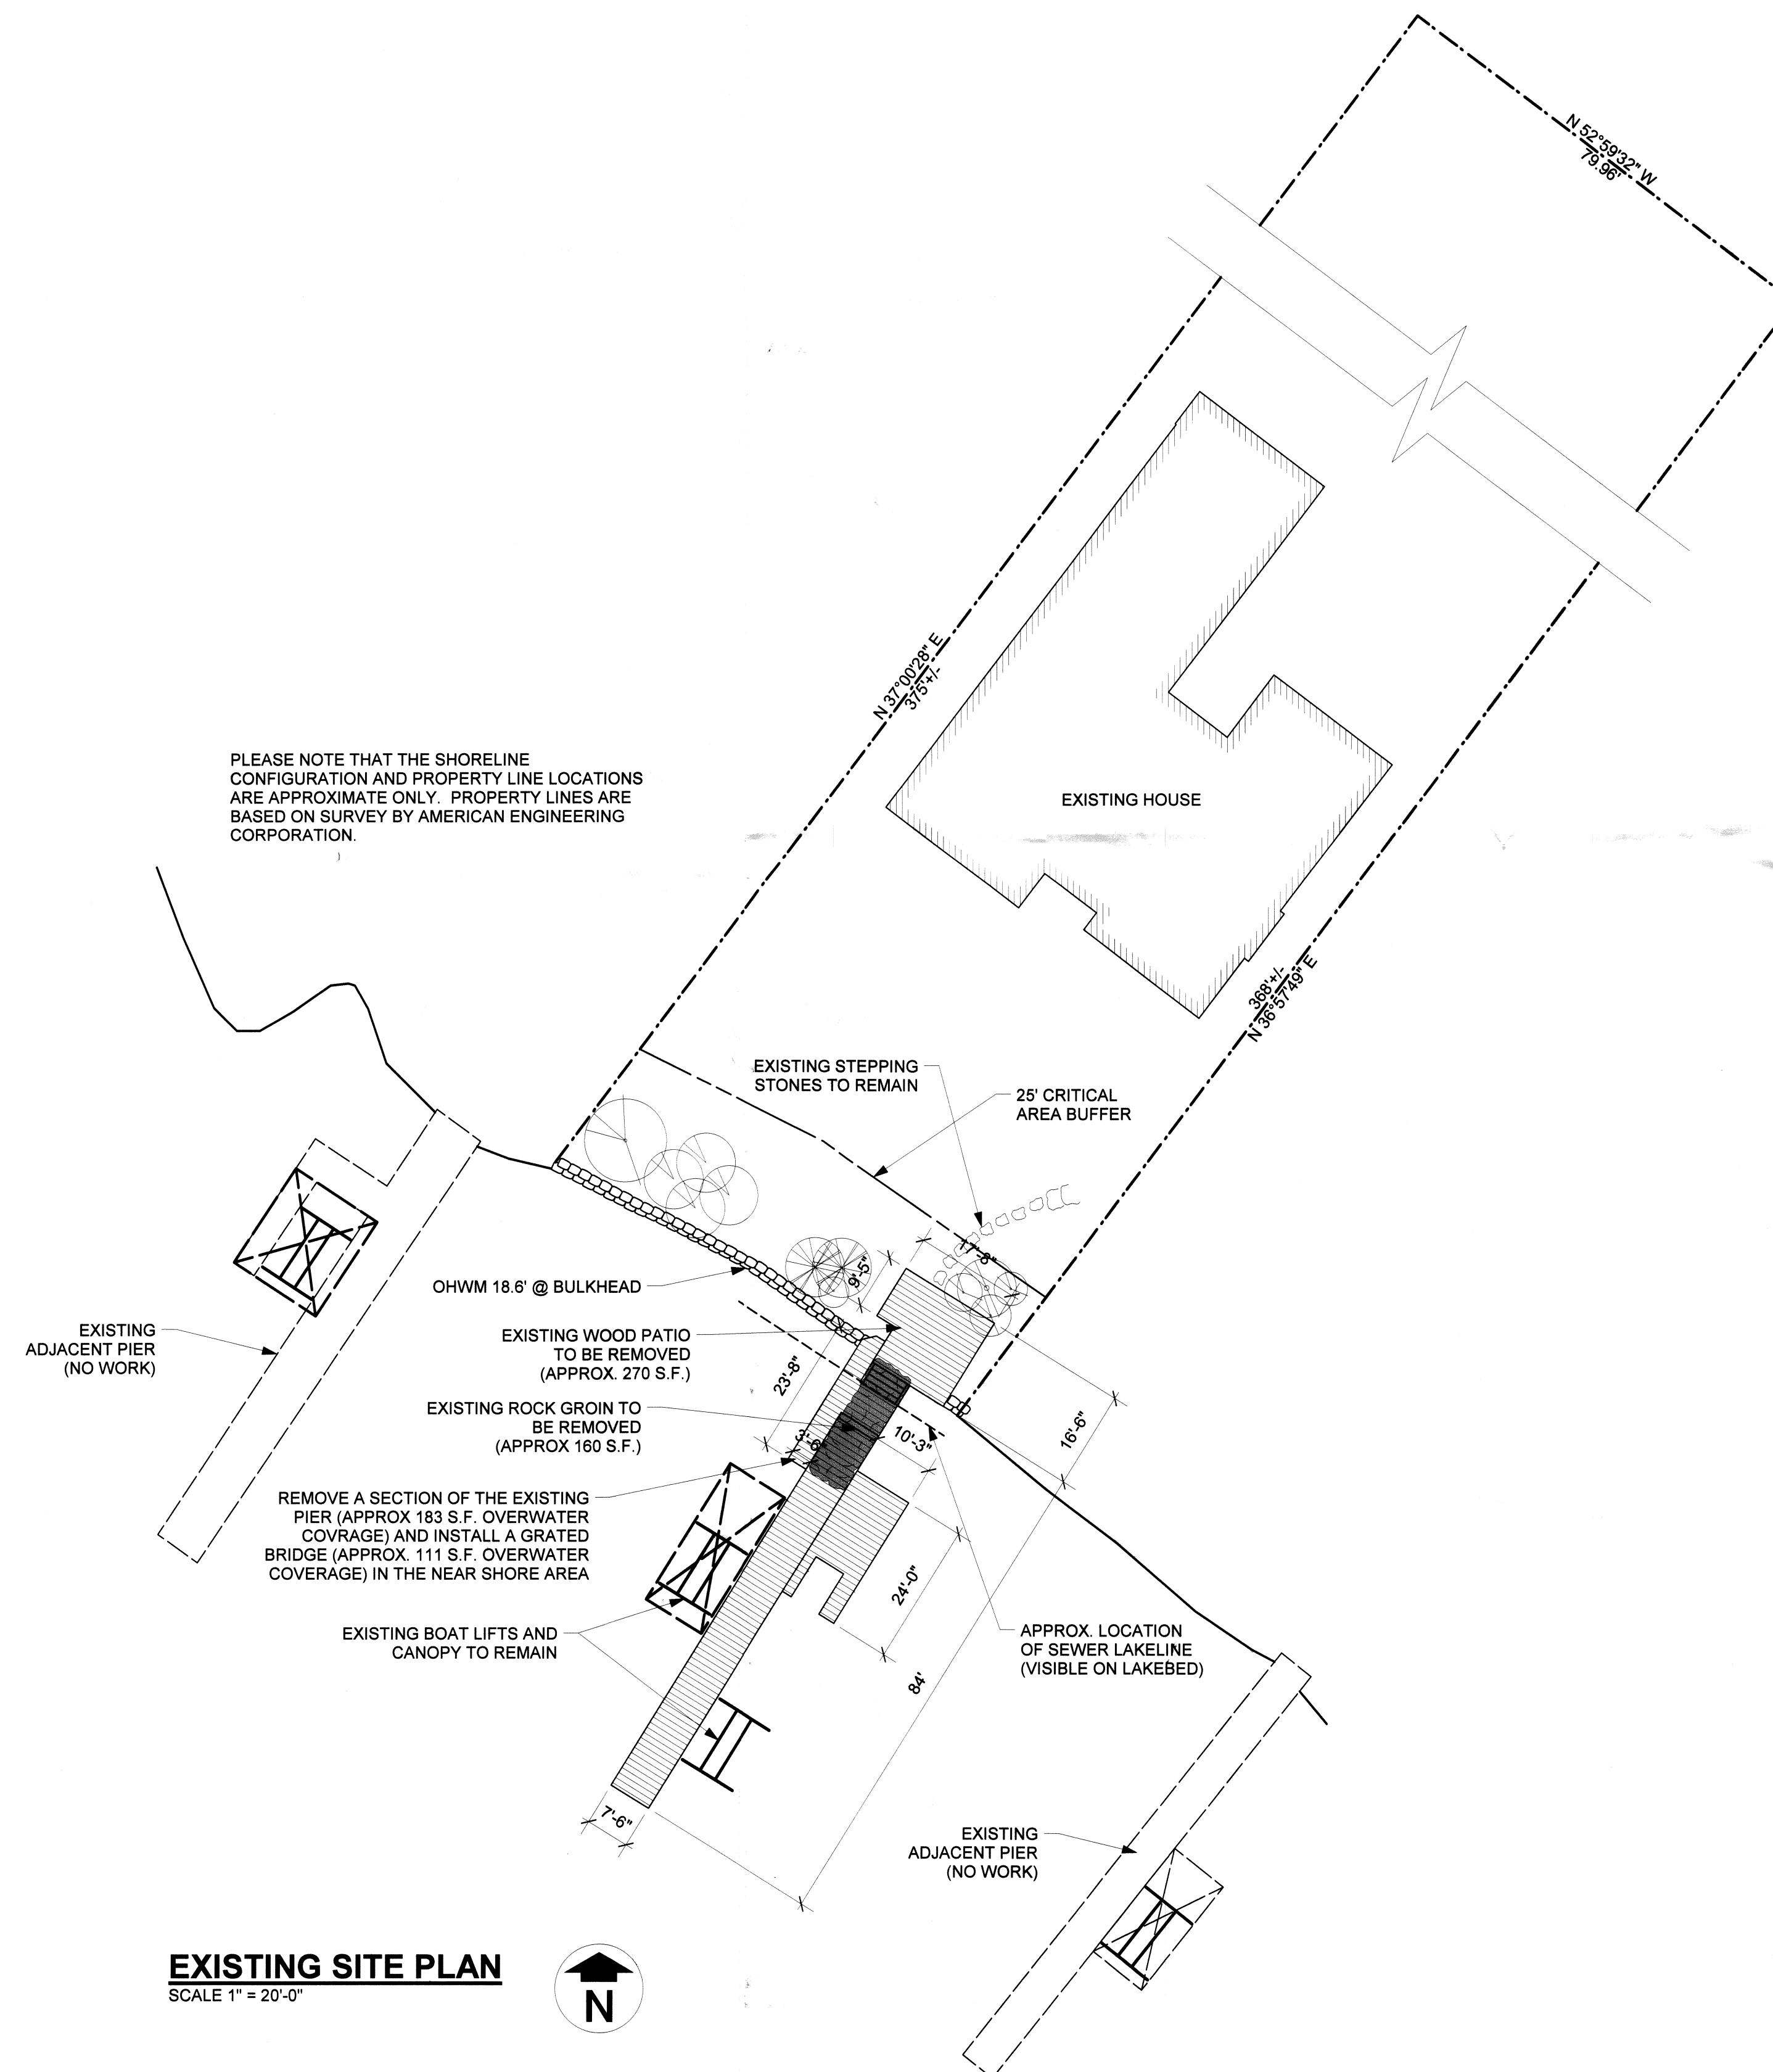 N 52°59'32" W
79.96'
N 37°00'28" E
375'+/-
PLEASE NOTE THAT THE SHORELINE
CONFIGURATION AND PROPERTY LINE LOCATIONS
ARE APPROXIMATE ONLY.  PROPERTY LINES ARE
BASED ON SURVEY BY AMERICAN ENGINEERING
CORPORATION.
EXISTING HOUSE
368'+/-
N 36°57'49" E
EXISTING STEPPING
STONES TO REMAIN
25' CRITICAL
AREA BUFFER
17'-8"
9'-5"
OHWM 18.6' @ BULKHEAD
EXISTING
ADJACENT PIER
(NO WORK)
EXISTING WOOD PATIO
TO BE REMOVED
(APPROX. 270 S.F.)
23'-8"
EXISTING ROCK GROIN TO
BE REMOVED
(APPROX 160 S.F.)
3'-6"
10'-3"
16'-6"
REMOVE A SECTION OF THE EXISTING
PIER (APPROX 183 S.F. OVERWATER
COVRAGE) AND INSTALL A GRATED
BRIDGE (APPROX. 111 S.F. OVERWATER
COVERAGE) IN THE NEAR SHORE AREA
24'-0"
EXISTING BOAT LIFTS AND
CANOPY TO REMAIN
APPROX. LOCATION
OF SEWER LAKELINE
(VISIBLE ON LAKEBED)
84'
7'-6"
EXISTING
ADJACENT PIER
(NO WORK)
EXISTING SITE PLAN
SCALE 1" = 20'-0"
N